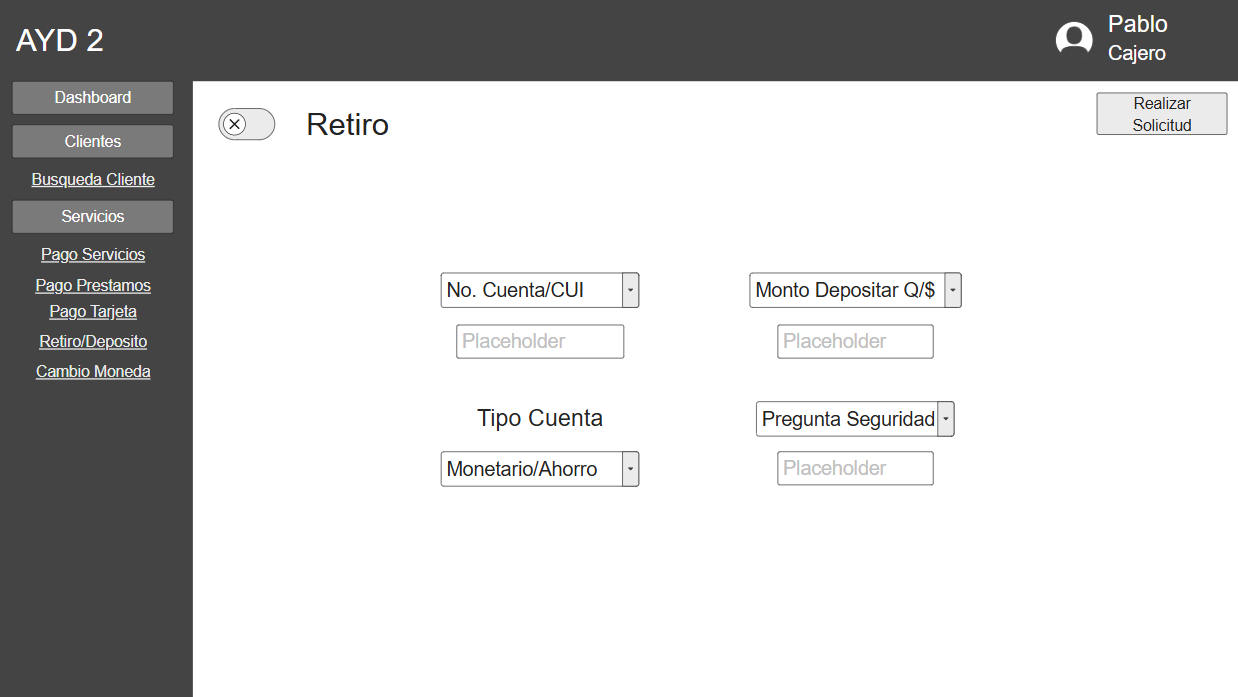 AYD 2
Pablo
Cajero
Dashboard
Clientes
Busqueda Cliente
Servicios
Pago Servicios
Pago Prestamos
Pago Tarjeta
Retiro/Deposito
Cambio Moneda
Retiro
Realizar
Solicitud
No. Cuenta/CUI
Placeholder
Monto Depositar Q/$
Placeholder
Tipo Cuenta
Monetario/Ahorro
Pregunta Seguridad
Placeholder